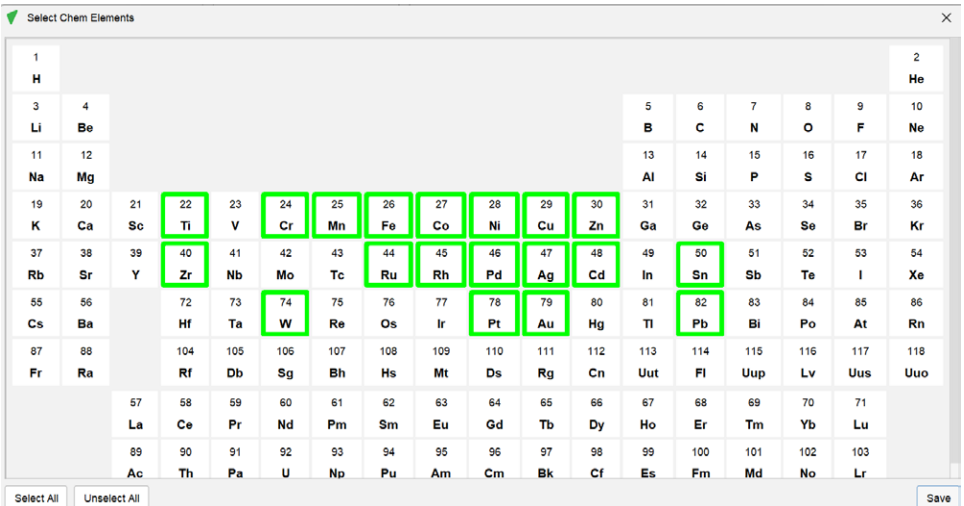 Select Chem Elements ×
1 2
H He
3 4 5 6 7 8 9 10
Li Be B C N O F Ne
11 12 13 14 15 16 17 18
Na Mg Al Si P S Cl Ar
19 20 21 22 23 24 25 26 27 28 29 30 31 32 33 34 35 36
K Ca Sc Ti V Cr Mn Fe Co Ni Cu Zn Ga Ge As Se Br Kr
37 38 39 40 41 42 43 44 45 46 47 48 49 50 51 52 53 54
Rb Sr Y Zr Nb Mo Tc Ru Rh Pd Ag Cd In Sn Sb Te I Xe
55 56 72 73 74 75 76 77 78 79 80 81 82 83 84 85 86
Cs Ba Hf Ta W Re Os Ir Pt Au Hg Tl Pb Bi Po At Rn
87 88 104 105 106 107 108 109 110 111 112 113 114 115 116 117 118
Fr Ra Rf Db Sg Bh Hs Mt Ds Rg Cn Uut Fl Uup Lv Uus Uuo
57 58 59 60 61 62 63 64 65 66 67 68 69 70 71
La Ce Pr Nd Pm Sm Eu Gd Tb Dy Ho Er Tm Yb Lu
89 90 91 92 93 94 95 96 97 98 99 100 101 102 103
Ac Th Pa U Np Pu Am Cm Bk Cf Es Fm Md No Lr
Select All Unselect All Save